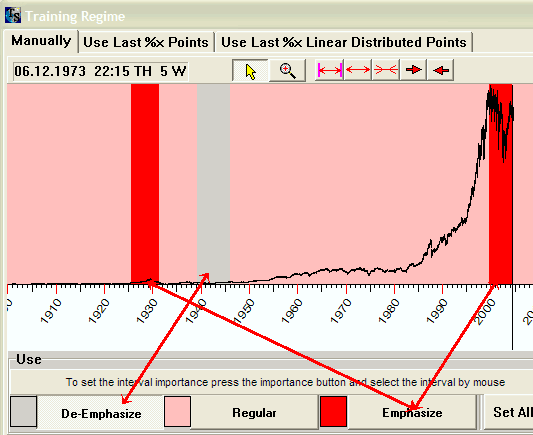 Training Regime
Manually Use Last %x Points Use Last %x Linear Distributed Points
06.12.1973 22:15 TH 5 W
1910 1920 1930 1940 1950 1960 1970 1980 1990 2000 20
Use
To set the interval importance press the importance button and select the interval by mouse
De-Emphasize Regular Emphasize Set All